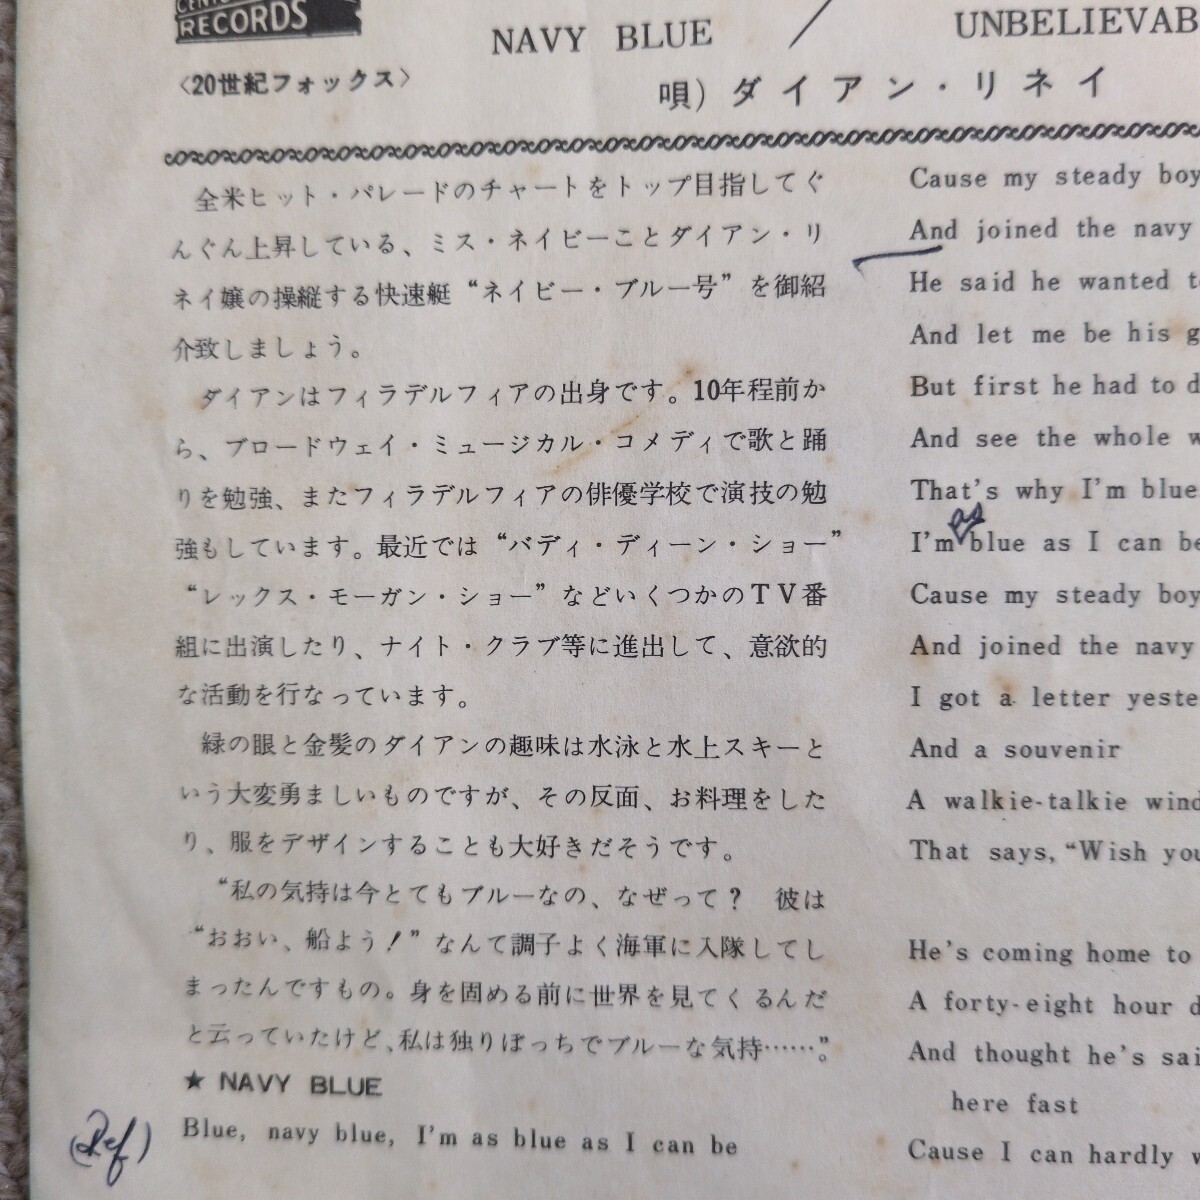 RECORDS
〈20世紀フォックス〉
NAVY BLUE / UNBELIEVAB
唄) ダイアン・リネイ
全米ヒット・パレードのチャートをトップ目指してぐ
んぐん上昇している、ミス・ネイビーことダイアン・リ
ネイ嬢の操縦する快速艇“ネイビー・ブルー号”を御紹
介致しましょう。
ダイアンはフィラデルフィアの出身です。10年程前か
ら、ブロードウェイ・ミュージカル・コメディで歌と踊
りを勉強、またフィラデルフィアの俳優学校で演技の勉
強もしています。最近では“バディ・ディーン・ショー”
“レックス・モーガン・ショー”などいくつかのTV番
組に出演したり、ナイト・クラブ等に進出して、意欲的
な活動を行なっています。
緑の眼と金髪のダイアンの趣味は水泳と水上スキーと
いう大変勇ましいものですが、その反面、お料理をした
り、服をデザインすることも大好きだそうです。
“私の気持は今とてもブルーなの、なぜって？　彼は
“おおい、船よう！”なんて調子よく海軍に入隊してし
まったんですもの。身を固める前に世界を見てくるんだ
と云っていたけど、私は独りぼっちでブルーな気持……”。
★ NAVY BLUE
(Ref)
Blue, navy blue, I'm as blue as I can be
Cause my steady boy
And joined the navy
He said he wanted to
And let me be his g
But first he had to d
And see the whole w
That's why I'm blue
as
I'm blue as I can be
Cause my steady boy
And joined the navy
I got a letter yeste
And a souvenir
A walkie-talkie wind
That says, “Wish you
He's coming home to
A forty-eight hour d
And thought he's sai
here fast
Cause I can hardly w